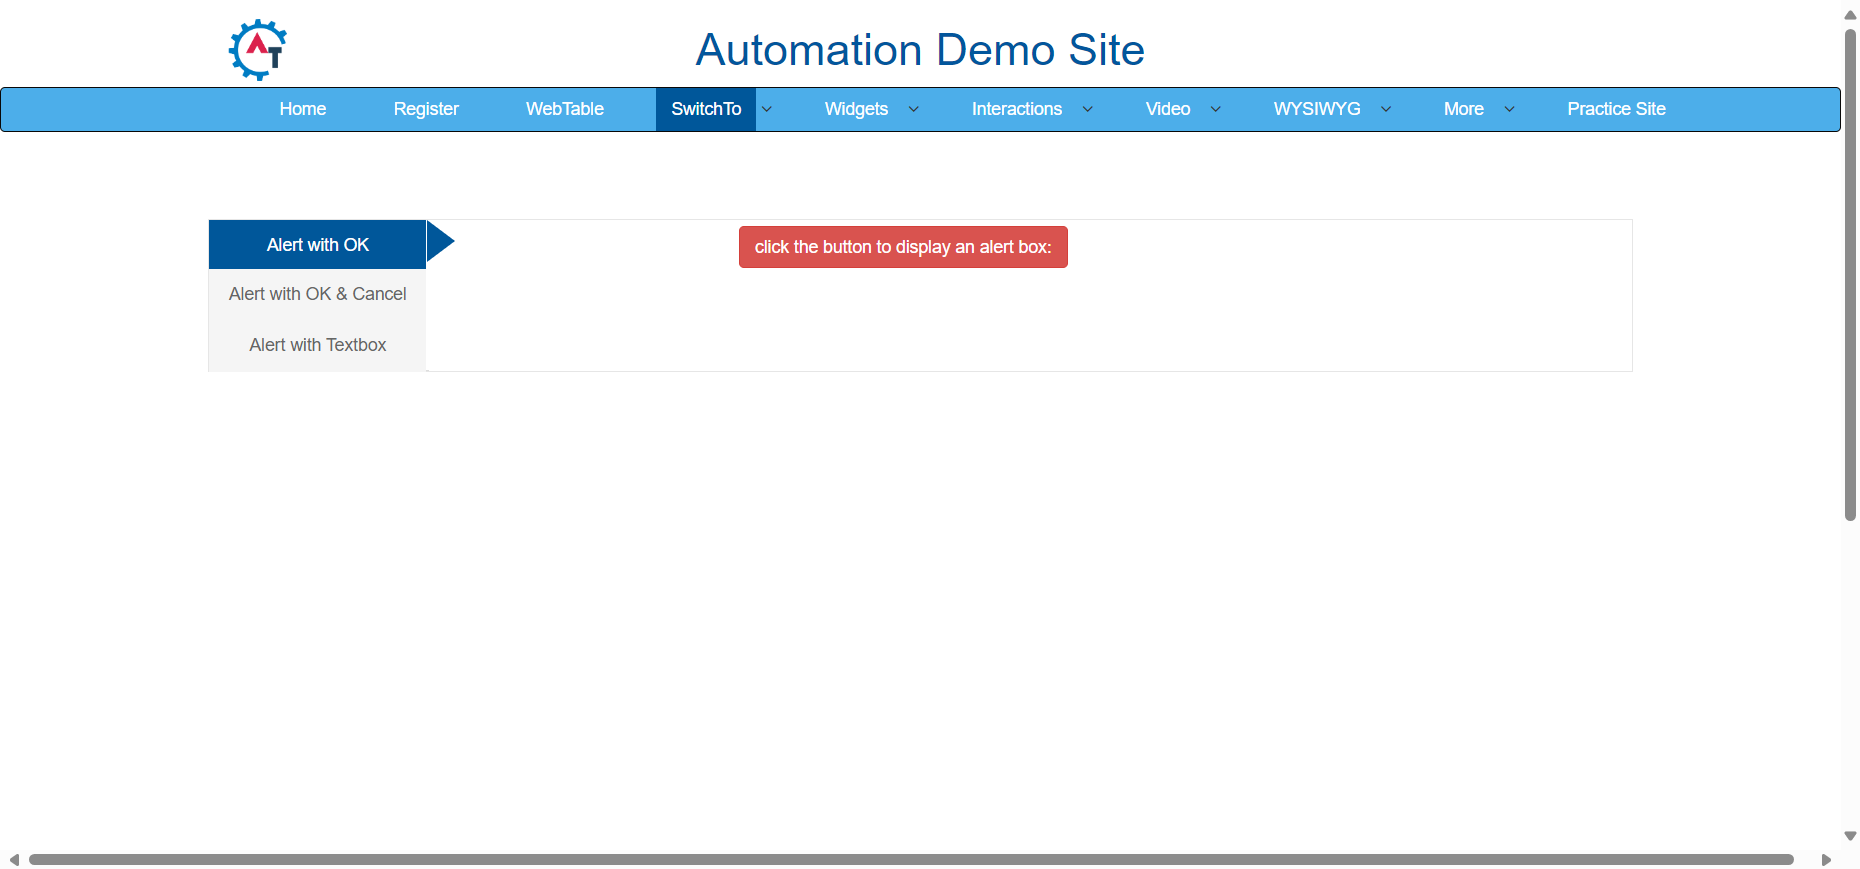 AT
Automation Demo Site
Home Register WebTable SwitchTo Widgets Interactions Video WYSIWYG More Practice Site
Alert with OK
click the button to display an alert box:
Alert with OK & Cancel
Alert with Textbox